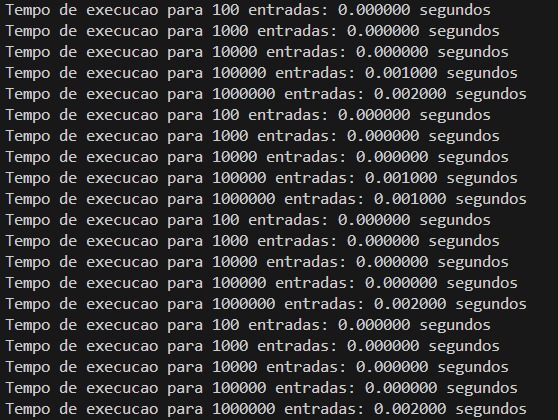 Tempo de execucao para 100 entradas: 0.000000 segundos
Tempo de execucao para 1000 entradas: 0.000000 segundos
Tempo de execucao para 10000 entradas: 0.000000 segundos
Tempo de execucao para 100000 entradas: 0.001000 segundos
Tempo de execucao para 1000000 entradas: 0.002000 segundos
Tempo de execucao para 100 entradas: 0.000000 segundos
Tempo de execucao para 1000 entradas: 0.000000 segundos
Tempo de execucao para 10000 entradas: 0.000000 segundos
Tempo de execucao para 100000 entradas: 0.001000 segundos
Tempo de execucao para 1000000 entradas: 0.001000 segundos
Tempo de execucao para 100 entradas: 0.000000 segundos
Tempo de execucao para 1000 entradas: 0.000000 segundos
Tempo de execucao para 10000 entradas: 0.000000 segundos
Tempo de execucao para 100000 entradas: 0.000000 segundos
Tempo de execucao para 1000000 entradas: 0.002000 segundos
Tempo de execucao para 100 entradas: 0.000000 segundos
Tempo de execucao para 1000 entradas: 0.000000 segundos
Tempo de execucao para 10000 entradas: 0.000000 segundos
Tempo de execucao para 100000 entradas: 0.000000 segundos
Tempo de execucao para 1000000 entradas: 0.002000 segundos